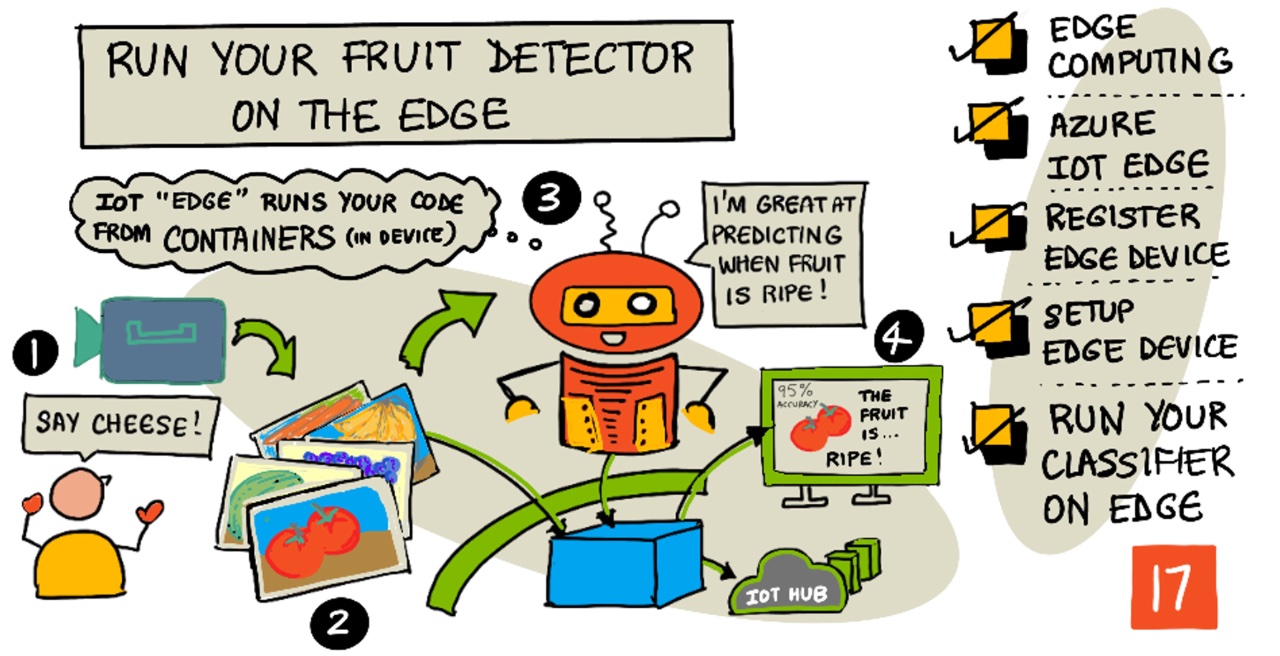 RUN YOUR FRUIT DETECTOR
ON THE EDGE
IOT "EDGE" RUNS YOUR CODE
FROM CONTAINERS (IN DEVICE)
3
I'M GREAT AT
PREDICTING
WHEN FRUIT
IS RIPE!
1
SAY CHEESE!
2
4
95%
ACCURACY
THE
FRUIT
IS...
RIPE!
IOT HUB
EDGE
COMPUTING
AZURE
IOT EDGE
REGISTER
EDGE DEVICE
SETUP
EDGE DEVICE
RUN YOUR
CLASSIFIER
ON EDGE
17